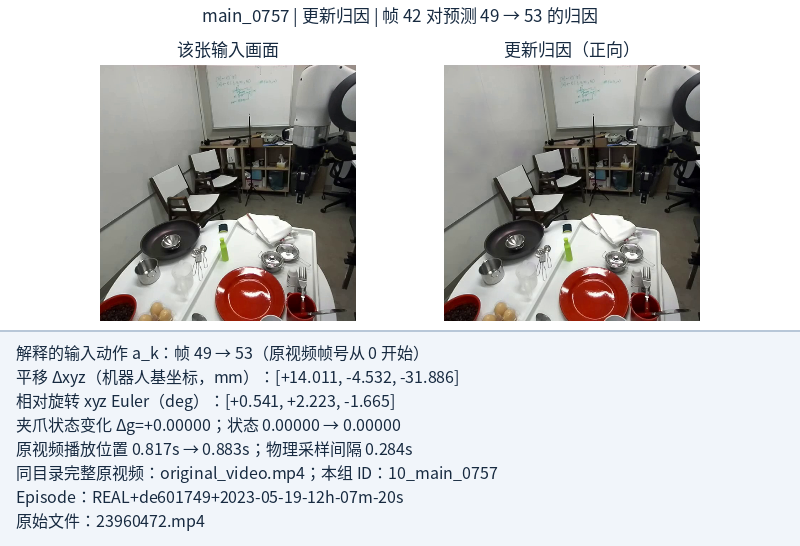 main_0757 | 更新归因 | 帧 42 对预测 49 → 53 的归因
该张输入画面
更新归因（正向）
解释的输入动作 a_k：帧 49 → 53（原视频帧号从 0 开始）
平移 Δxyz（机器人基坐标，mm）：[+14.011, -4.532, -31.886]
相对旋转 xyz Euler（deg）：[+0.541, +2.223, -1.665]
夹爪状态变化 Δg=+0.00000；状态 0.00000 → 0.00000
原视频播放位置 0.817s → 0.883s；物理采样间隔 0.284s
同目录完整原视频：original_video.mp4；本组 ID：10_main_0757
Episode：REAL+de601749+2023-05-19-12h-07m-20s
原始文件：23960472.mp4